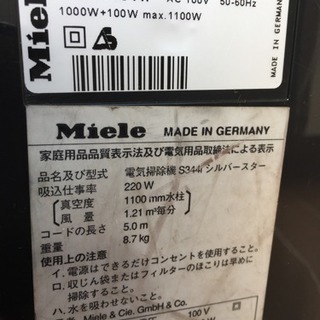 Miele
AC 100V 50-60Hz
1000W+100W max.1100W
MADE IN GERMANY
Miele MADE IN GERMANY
家庭用品品質表示法及び電気用品取締法による表示
品名及び型式 電気掃除機 S344i シルバースター
吸込仕事率 220 W
真空度 1100 mm水柱
風量 1.21 m³毎分
コードの長さ 5.0 m
重量 8.7 kg
使用上の注意
イ. 電源はできるだけコンセントを使用すること。
ロ. 収じん袋またはフィルターのほこりは早めに
掃除すること。
ハ. 水を吸わせないこと。
Miele & Cie. GmbH & Co.
100 V